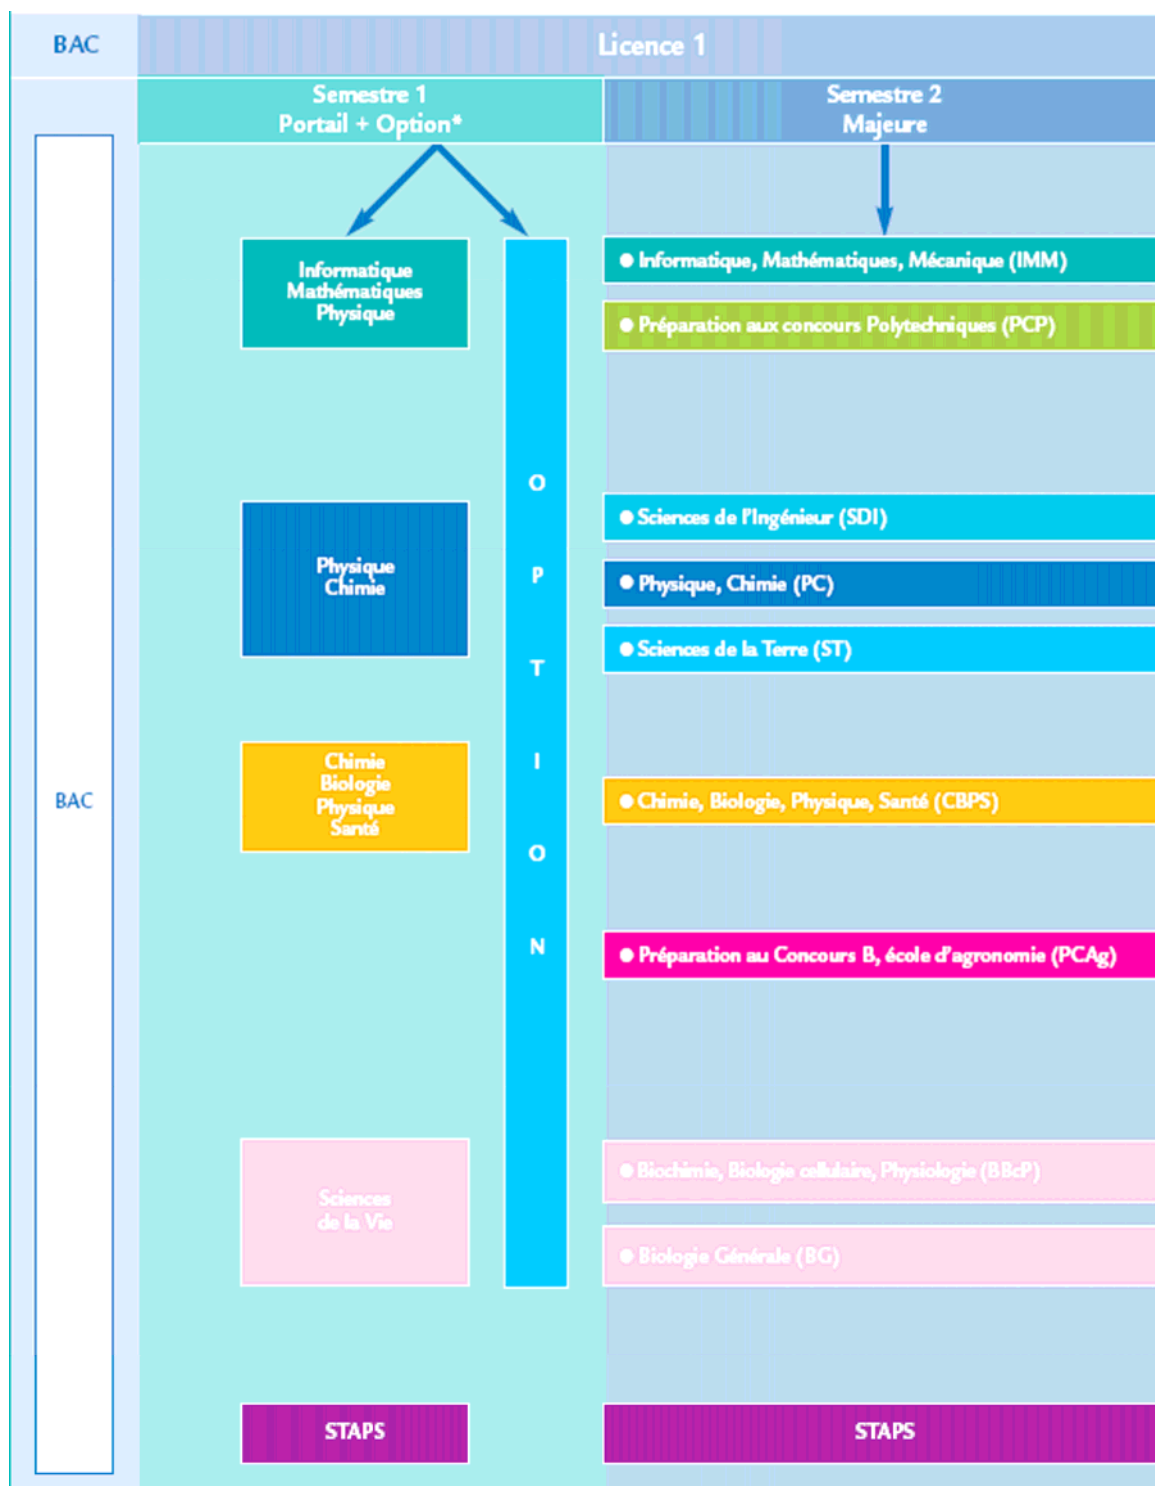 BAC
Licence 1
Semestre 1
Portail + Option*
Semestre 2
Majeure
BAC
Informatique
Mathématiques
Physique
Physique
Chimie
Chimie
Biologie
Physique
Santé
Sciences
de la Vie
STAPS
O
P
T
I
O
N
● Informatique, Mathématiques, Mécanique (IMM)
● Préparation aux concours Polytechniques (PCP)
● Sciences de l'Ingénieur (SDI)
● Physique, Chimie (PC)
● Sciences de la Terre (ST)
● Chimie, Biologie, Physique, Santé (CBPS)
● Préparation au Concours B, école d'agronomie (PCAg)
● Biochimie, Biologie cellulaire, Physiologie (BBcP)
● Biologie Générale (BG)
STAPS